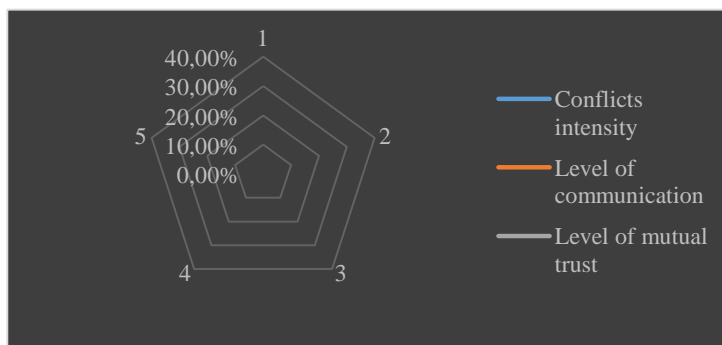 1
40,00%
30,00%
20,00%
10,00%
0,00%
5
2
4
3
Conflicts
intensity
Level of
communication
Level of mutual
trust